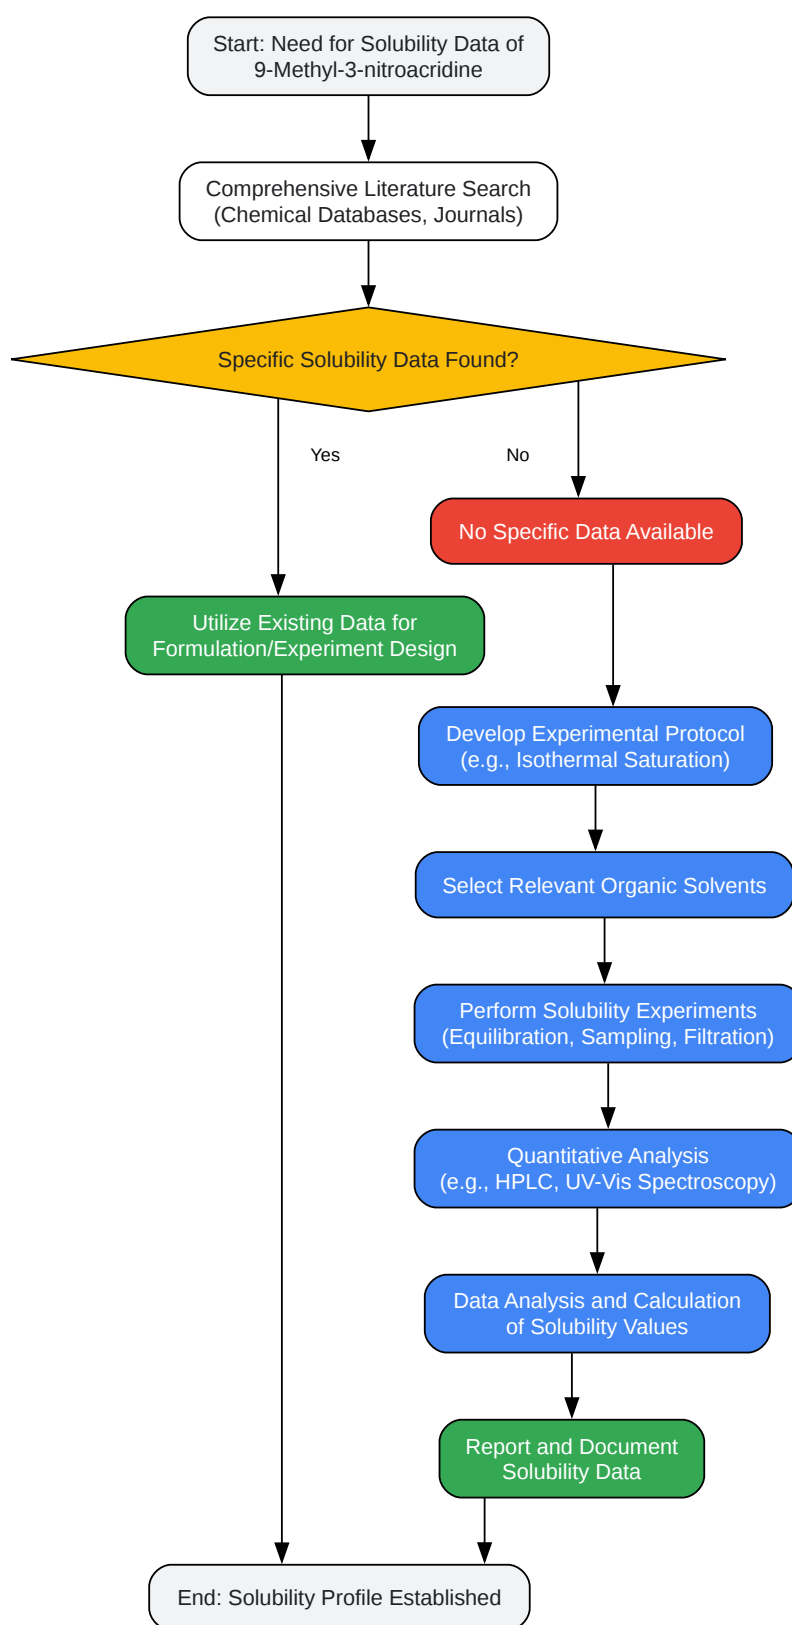 Start: Need for Solubility Data of
9-Methyl-3-nitroacridine
Comprehensive Literature Search
(Chemical Databases, Journals)
Specific Solubility Data Found?
Yes
No
No Specific Data Available
Utilize Existing Data for
Formulation/Experiment Design
Develop Experimental Protocol
(e.g., Isothermal Saturation)
Select Relevant Organic Solvents
Perform Solubility Experiments
(Equilibration, Sampling, Filtration)
Quantitative Analysis
(e.g., HPLC, UV-Vis Spectroscopy)
Data Analysis and Calculation
of Solubility Values
Report and Document
Solubility Data
End: Solubility Profile Established